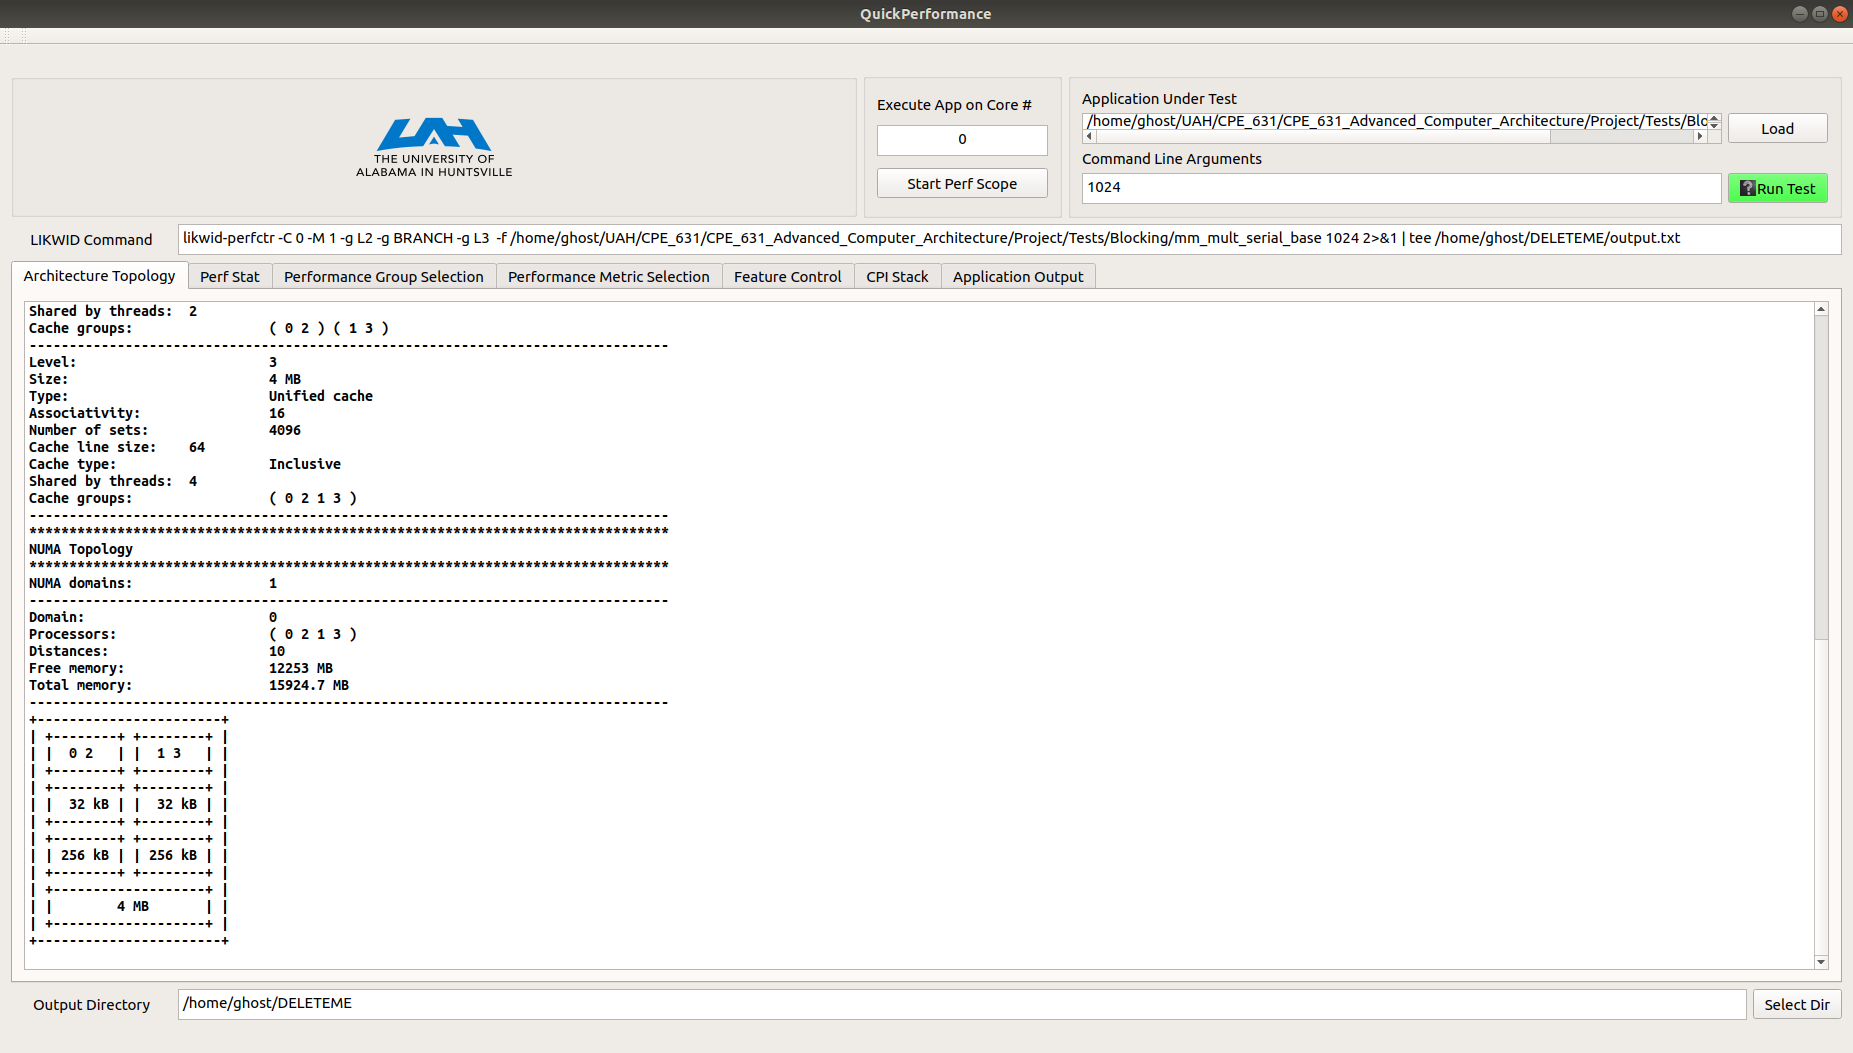 QuickPerformance
THE UNIVERSITY OF
ALABAMA IN HUNTSVILLE
Execute App on Core #
0
Start Perf Scope
Application Under Test
/home/ghost/UAH/CPE_631/CPE_631_Advanced_Computer_Architecture/Project/Tests/Blo
Load
Command Line Arguments
1024
Run Test
LIKWID Command
likwid-perfctr -C 0 -M 1 -g L2 -g BRANCH -g L3  -f /home/ghost/UAH/CPE_631/CPE_631_Advanced_Computer_Architecture/Project/Tests/Blocking/mm_mult_serial_base 1024 2>&1 | tee /home/ghost/DELETEME/output.txt
Architecture Topology Perf Stat Performance Group Selection Performance Metric Selection Feature Control CPI Stack Application Output
Shared by threads:  2
Cache groups:                 ( 0 2 ) ( 1 3 )
--------------------------------------------------------------------------------
Level:                        3
Size:                         4 MB
Type:                         Unified cache
Associativity:                16
Number of sets:               4096
Cache line size:    64
Cache type:                   Inclusive
Shared by threads:  4
Cache groups:                 ( 0 2 1 3 )
--------------------------------------------------------------------------------
********************************************************************************
NUMA Topology
********************************************************************************
NUMA domains:                 1
--------------------------------------------------------------------------------
Domain:                       0
Processors:                   ( 0 2 1 3 )
Distances:                    10
Free memory:                  12253 MB
Total memory:                 15924.7 MB
--------------------------------------------------------------------------------
+-----------------------+
| +--------+ +--------+ |
| |  0 2   | |  1 3   | |
| +--------+ +--------+ |
| +--------+ +--------+ |
| |  32 kB | |  32 kB | |
| +--------+ +--------+ |
| +--------+ +--------+ |
| | 256 kB | | 256 kB | |
| +--------+ +--------+ |
| +-------------------+ |
| |        4 MB       | |
| +-------------------+ |
+-----------------------+
Output Directory
/home/ghost/DELETEME
Select Dir